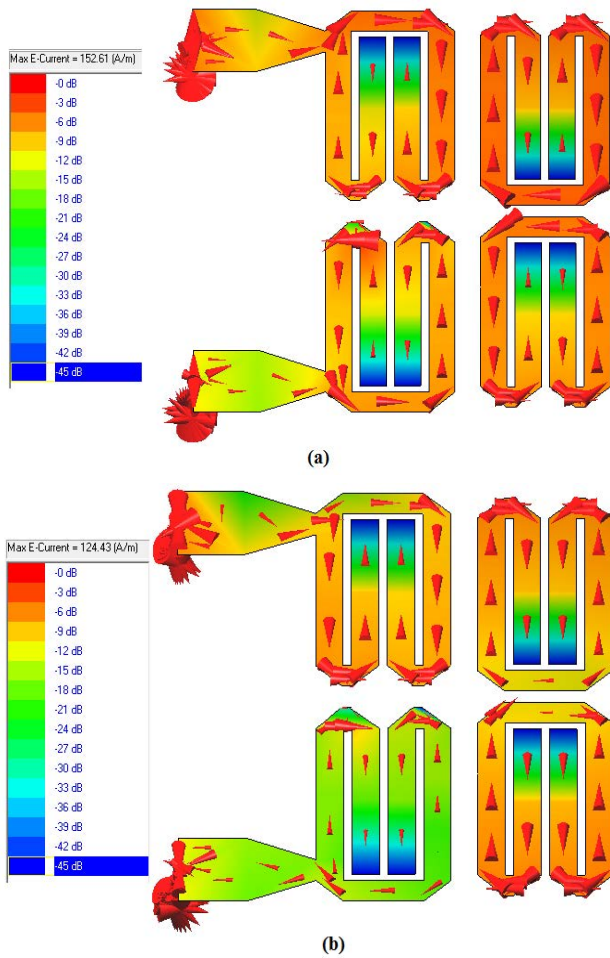 Max E-Current = 152.61 (A/m)
-0 dB
-3 dB
-6 dB
-9 dB
-12 dB
-15 dB
-18 dB
-21 dB
-24 dB
-27 dB
-30 dB
-33 dB
-36 dB
-39 dB
-42 dB
-45 dB
(a)
Max E-Current = 124.43 (A/m)
-0 dB
-3 dB
-6 dB
-9 dB
-12 dB
-15 dB
-18 dB
-21 dB
-24 dB
-27 dB
-30 dB
-33 dB
-36 dB
-39 dB
-42 dB
-45 dB
(b)